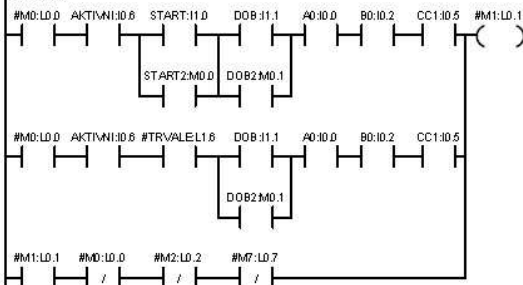 #M0:L0.0 AKTIVNI:I0.6 START:I1.0 DOB:I1.1 A0:I0.0 B0:I0.2 CC1:I0.5 #M1:L0.1
START2:M0.0 DOB2:M0.1
#M0:L0.0 AKTIVNI:I0.6 #TRVALE:L1.6 DOB:I1.1 A0:I0.0 B0:I0.2 CC1:I0.5
DOB2:M0.1
#M1:L0.1 #M0:L0.0 #M2:L0.2 #M7:L0.7